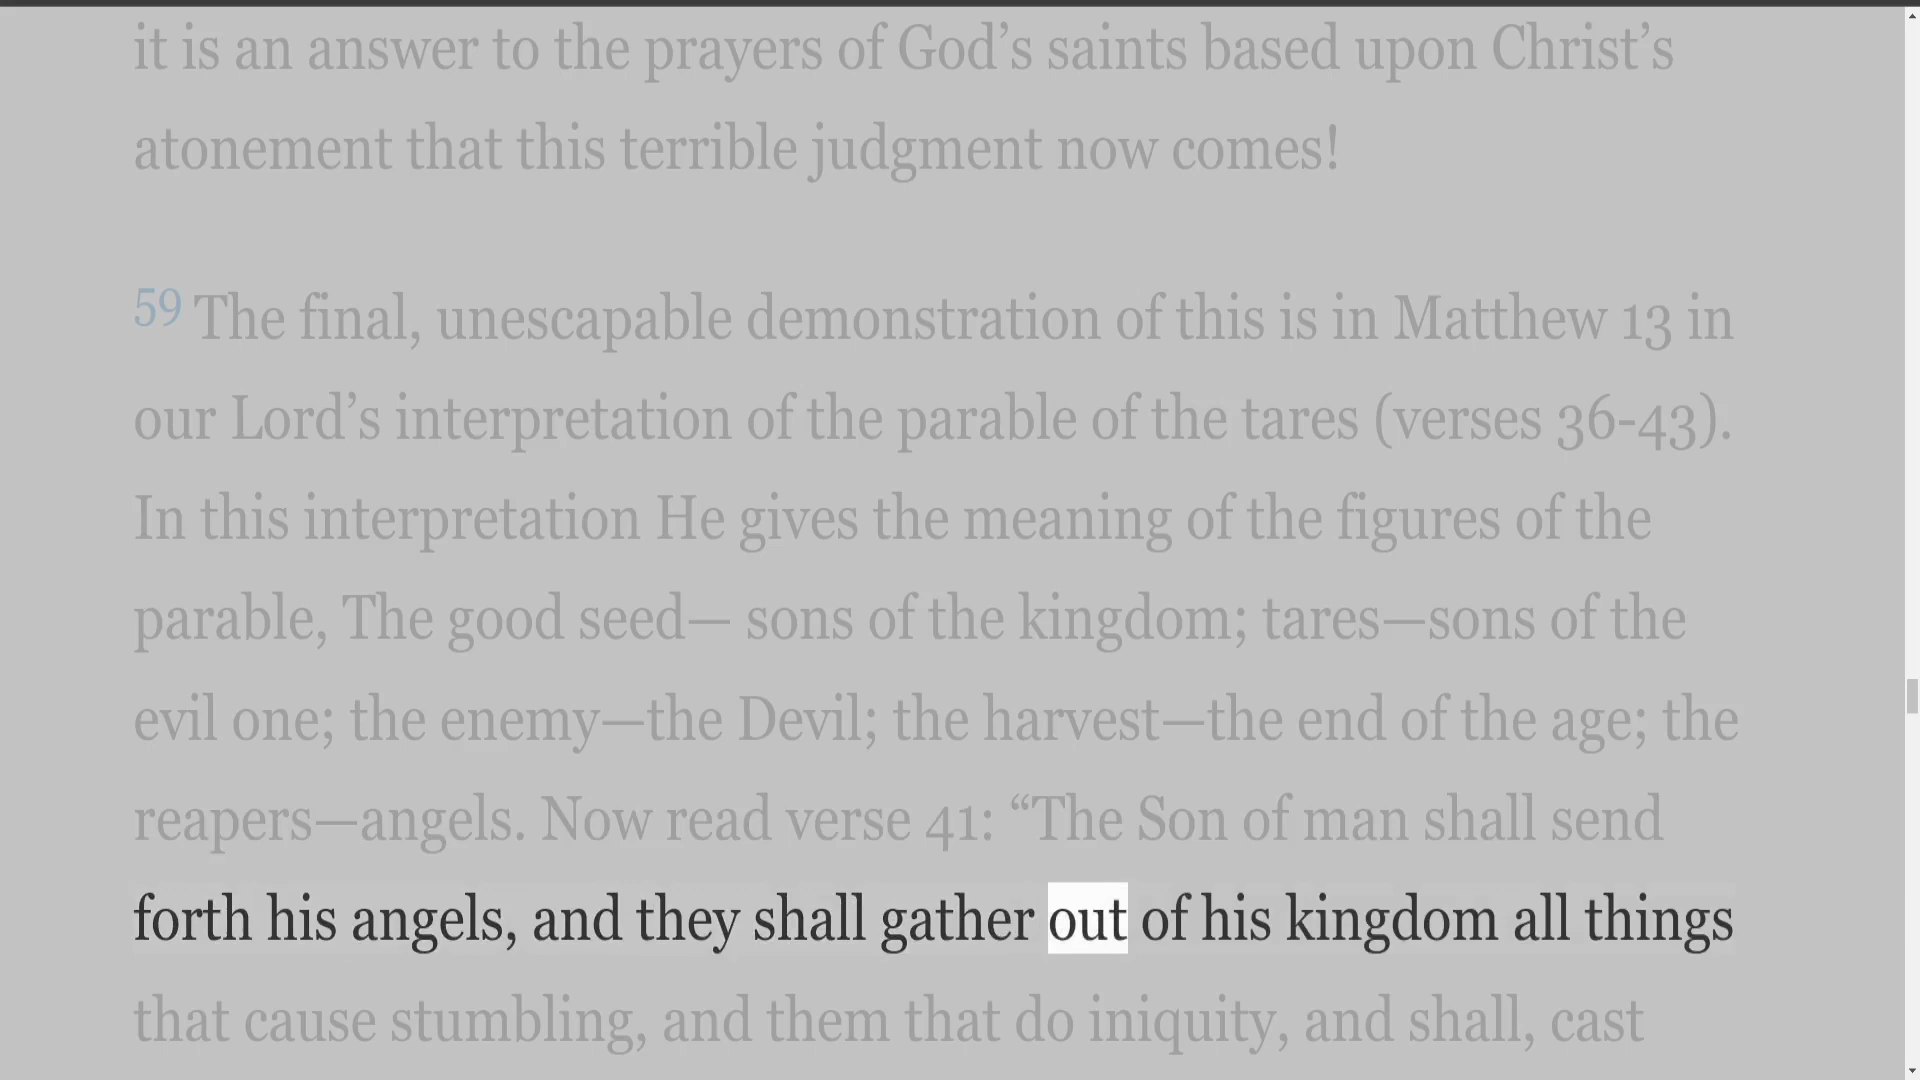 it is an answer to the prayers of God’s saints based upon Christ’s
atonement that this terrible judgment now comes!
59 The final, unescapable demonstration of this is in Matthew 13 in
our Lord’s interpretation of the parable of the tares (verses 36-43).
In this interpretation He gives the meaning of the figures of the
parable, The good seed— sons of the kingdom; tares—sons of the
evil one; the enemy—the Devil; the harvest—the end of the age; the
reapers—angels. Now read verse 41: “The Son of man shall send
forth his angels, and they shall gather out of his kingdom all things
that cause stumbling, and them that do iniquity, and shall, cast